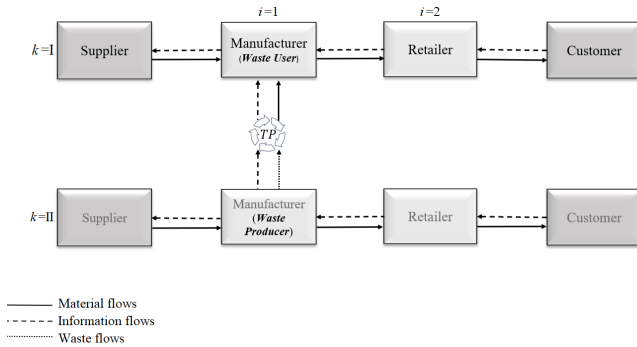 i=1
i=2
k=I
Supplier
Manufacturer
(Waste User)
Retailer
Customer
TP
k=II
Supplier
Manufacturer
(Waste
Producer)
Retailer
Customer
Material flows
Information flows
Waste flows